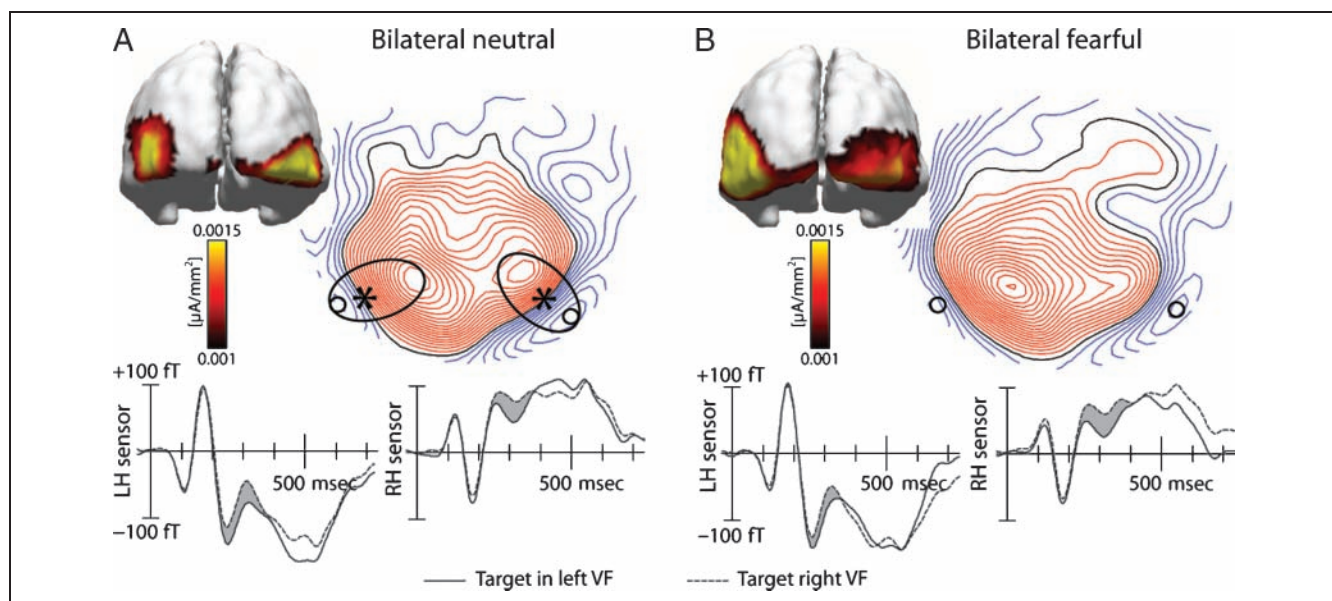 A
Bilateral neutral
0.0015
[µA/mm²]
0.001
+100 fT
LH sensor
500 msec
−100 fT
RH sensor
500 msec
B
Bilateral fearful
0.0015
[µA/mm²]
0.001
+100 fT
LH sensor
500 msec
−100 fT
RH sensor
500 msec
Target in left VF
Target right VF